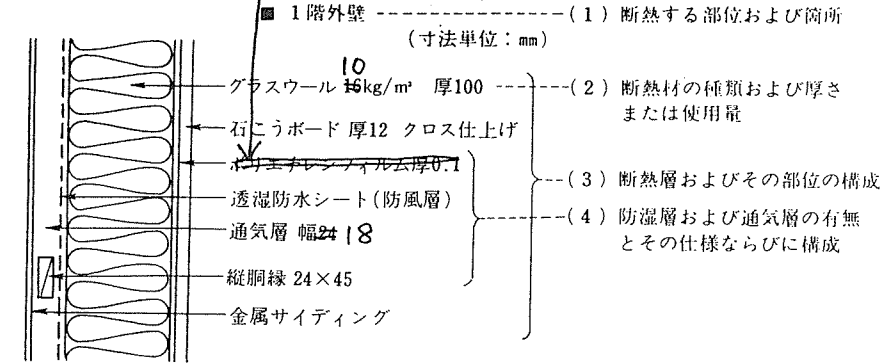 ■ 1階外壁 (1) 断熱する部位および箇所
(寸法単位：mm)
グラスウール 10 16kg/m³ 厚100 (2) 断熱材の種類および厚さ
または使用量
石こうボード 厚12 クロス仕上げ
ポリエチレンフィルム厚0.1
(3) 断熱層およびその部位の構成
透湿防水シート(防風層)
(4) 防湿層および通気層の有無
とその仕様ならびに構成
通気層 幅24 18
縦胴縁 24×45
金属サイディング